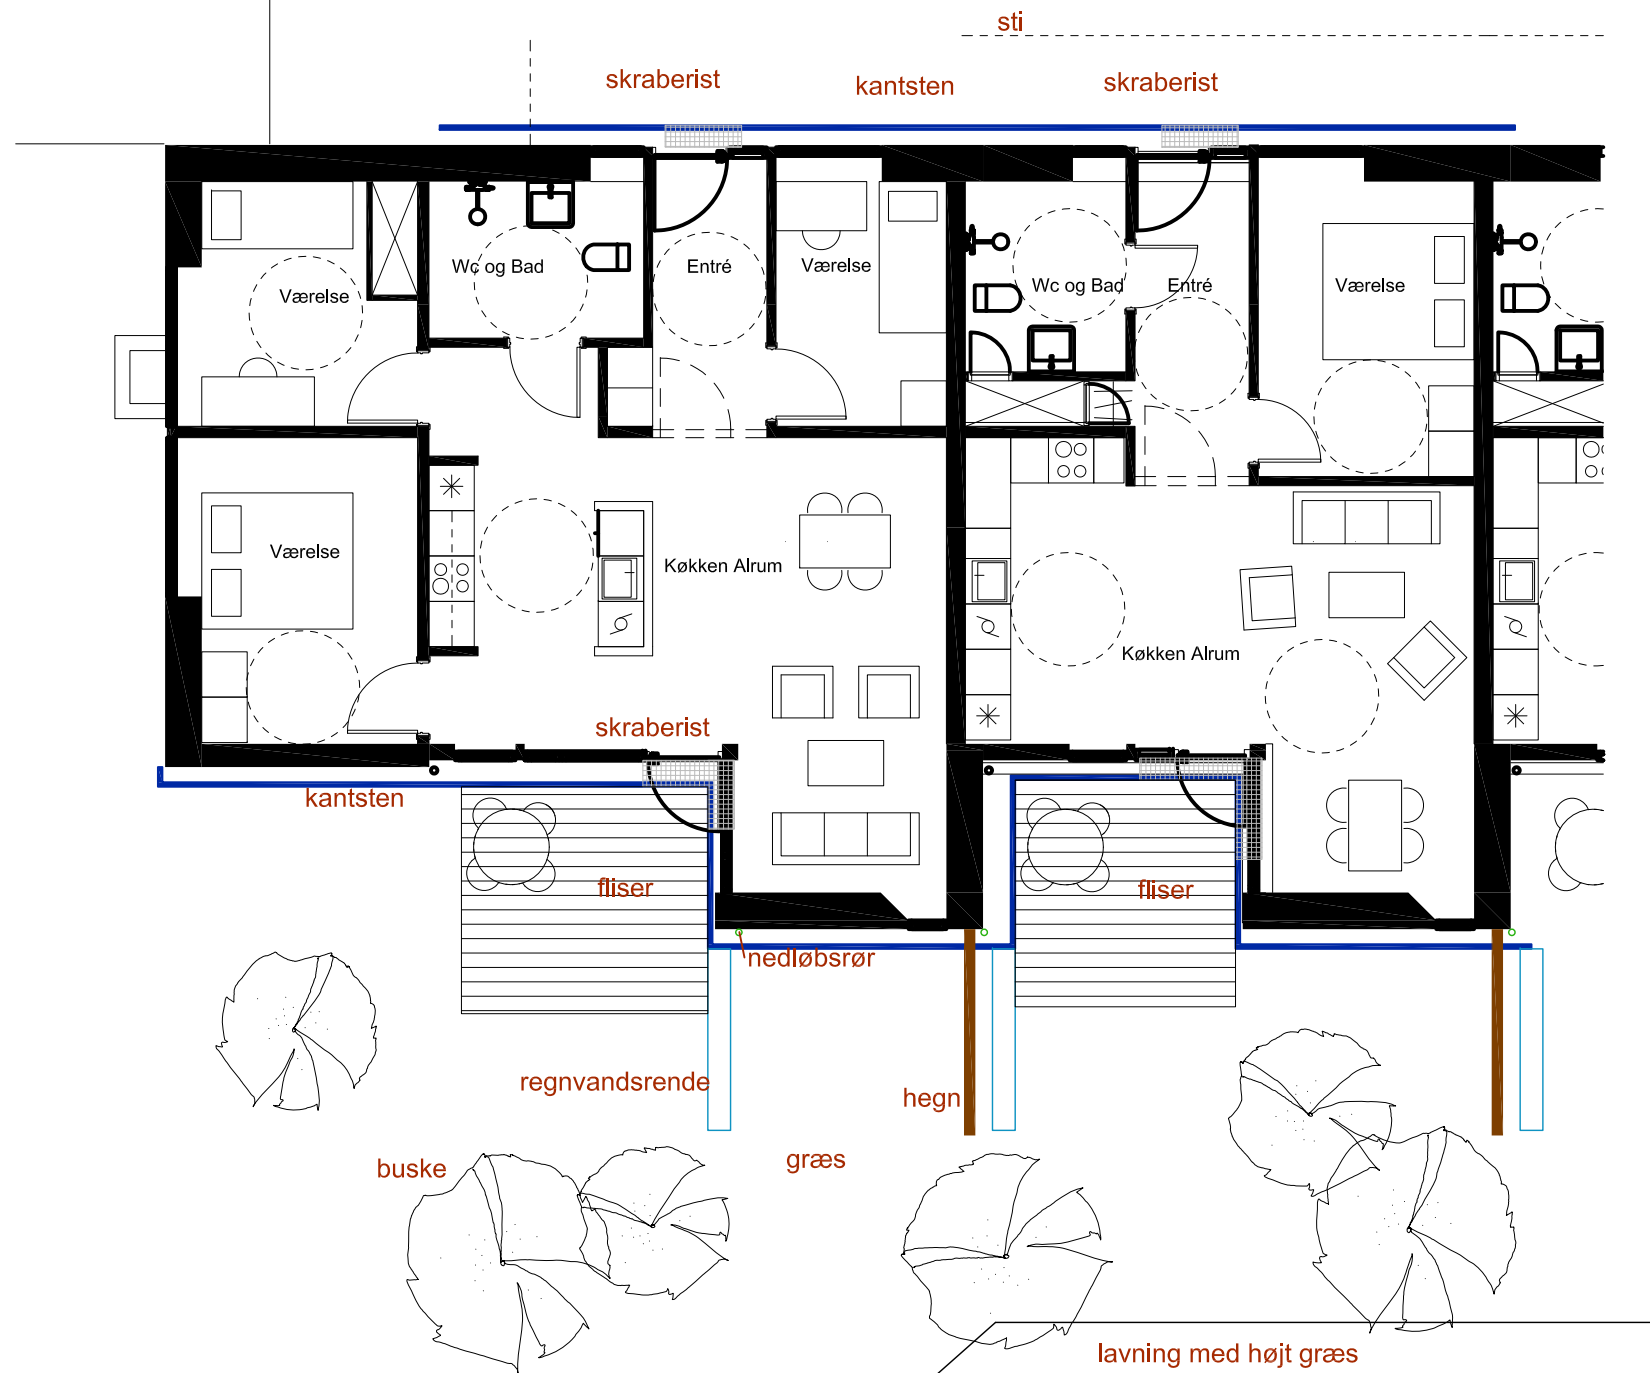 sti
skraberist
kantsten
skraberist
Værelse
Wc og Bad
Entré
Værelse
Wc og Bad
Entré
Værelse
Værelse
Køkken Alrum
Køkken Alrum
skraberist
kantsten
fliser
fliser
nedløbsrør
regnvandsrende
hegn
buske
græs
lavning med højt græs